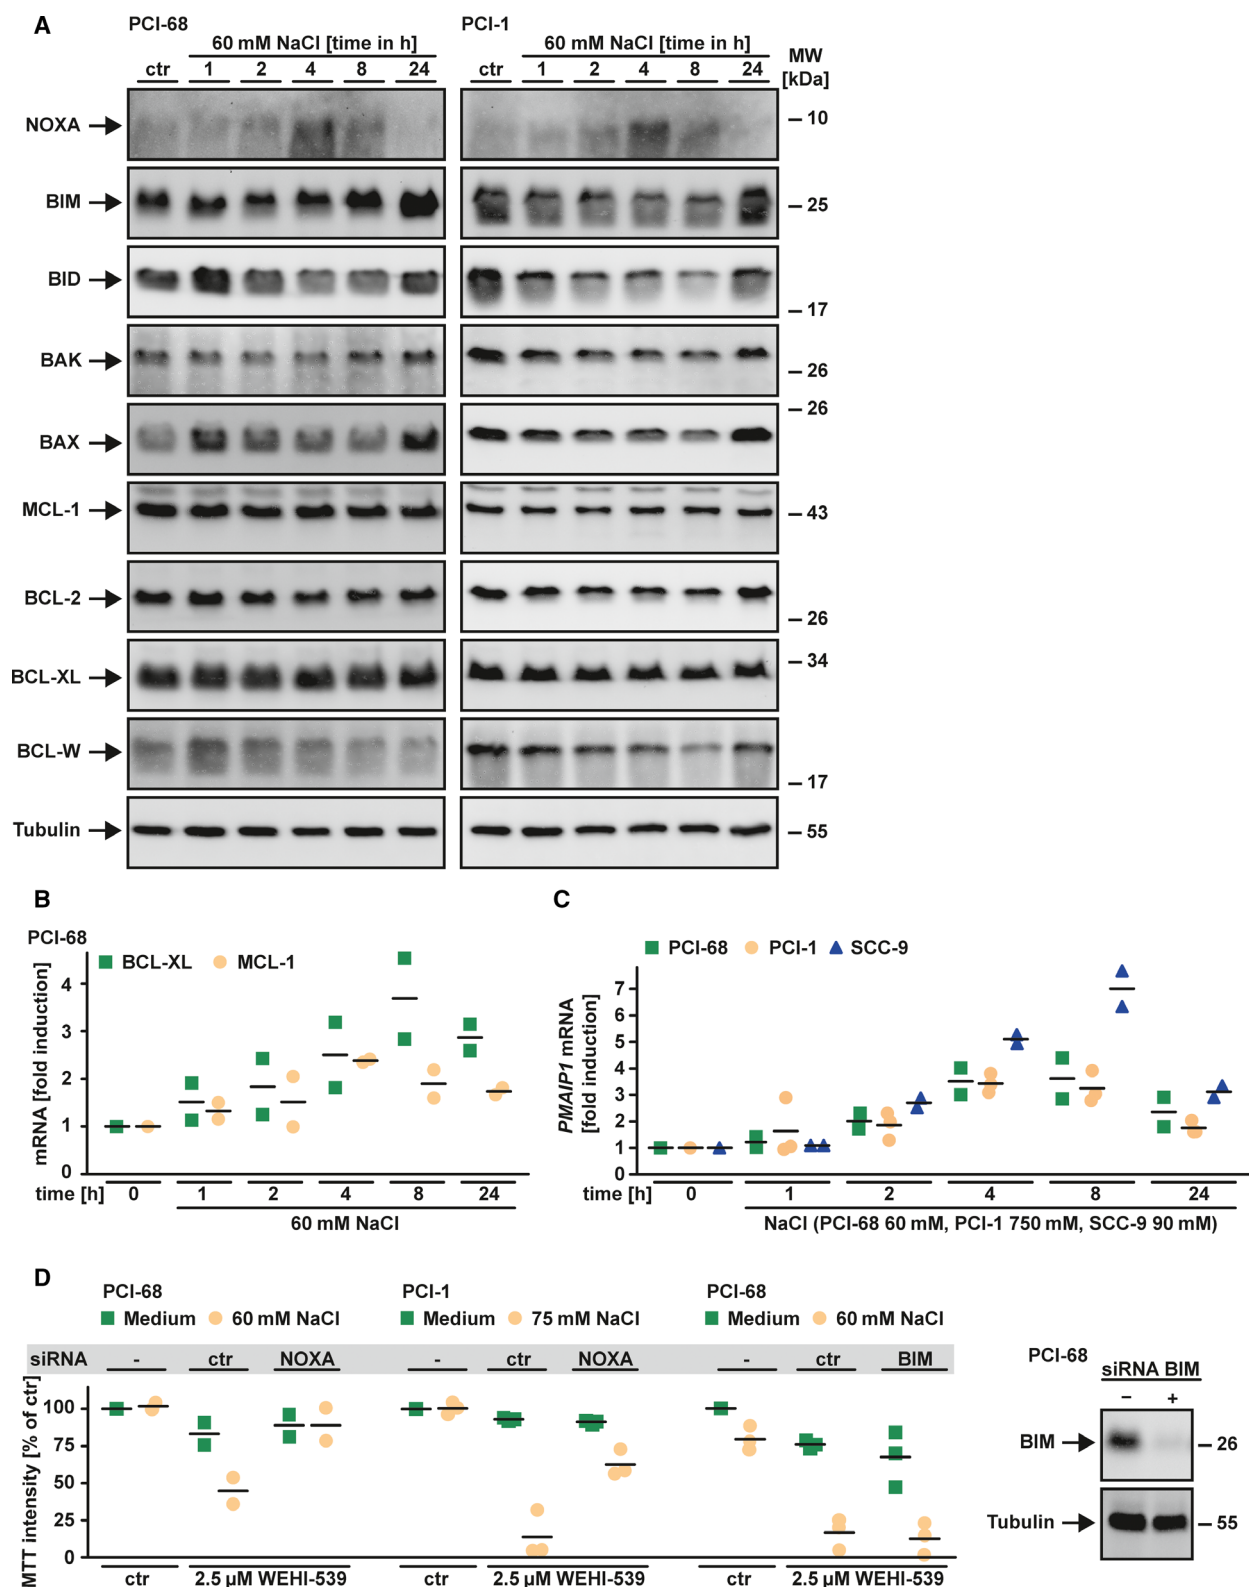 A
PCI-68
PCI-1
60 mM NaCl [time in h]
60 mM NaCl [time in h]
MW
[kDa]
ctr 1 2 4 8 24
ctr 1 2 4 8 24
NOXA
10
BIM
25
BID
17
BAK
26
26
BAX
MCL-1
43
BCL-2
26
BCL-XL
34
BCL-W
17
Tubulin
55
B
PCI-68
BCL-XL MCL-1
mRNA [fold induction]
4
3
2
1
0
time [h] 0 1 2 4 8 24
60 mM NaCl
C
PCI-68 PCI-1 SCC-9
PMAIP1 mRNA
[fold induction]
7
6
5
4
3
2
1
0
time [h] 0 1 2 4 8 24
NaCl (PCI-68 60 mM, PCI-1 750 mM, SCC-9 90 mM)
D
PCI-68
Medium 60 mM NaCl
PCI-1
Medium 75 mM NaCl
PCI-68
Medium 60 mM NaCl
siRNA - ctr NOXA - ctr NOXA - ctr BIM
MTT intensity [% of ctr]
100
75
50
25
0
ctr 2.5 µM WEHI-539 ctr 2.5 µM WEHI-539 ctr 2.5 µM WEHI-539
PCI-68
siRNA BIM
– +
BIM
26
Tubulin
55